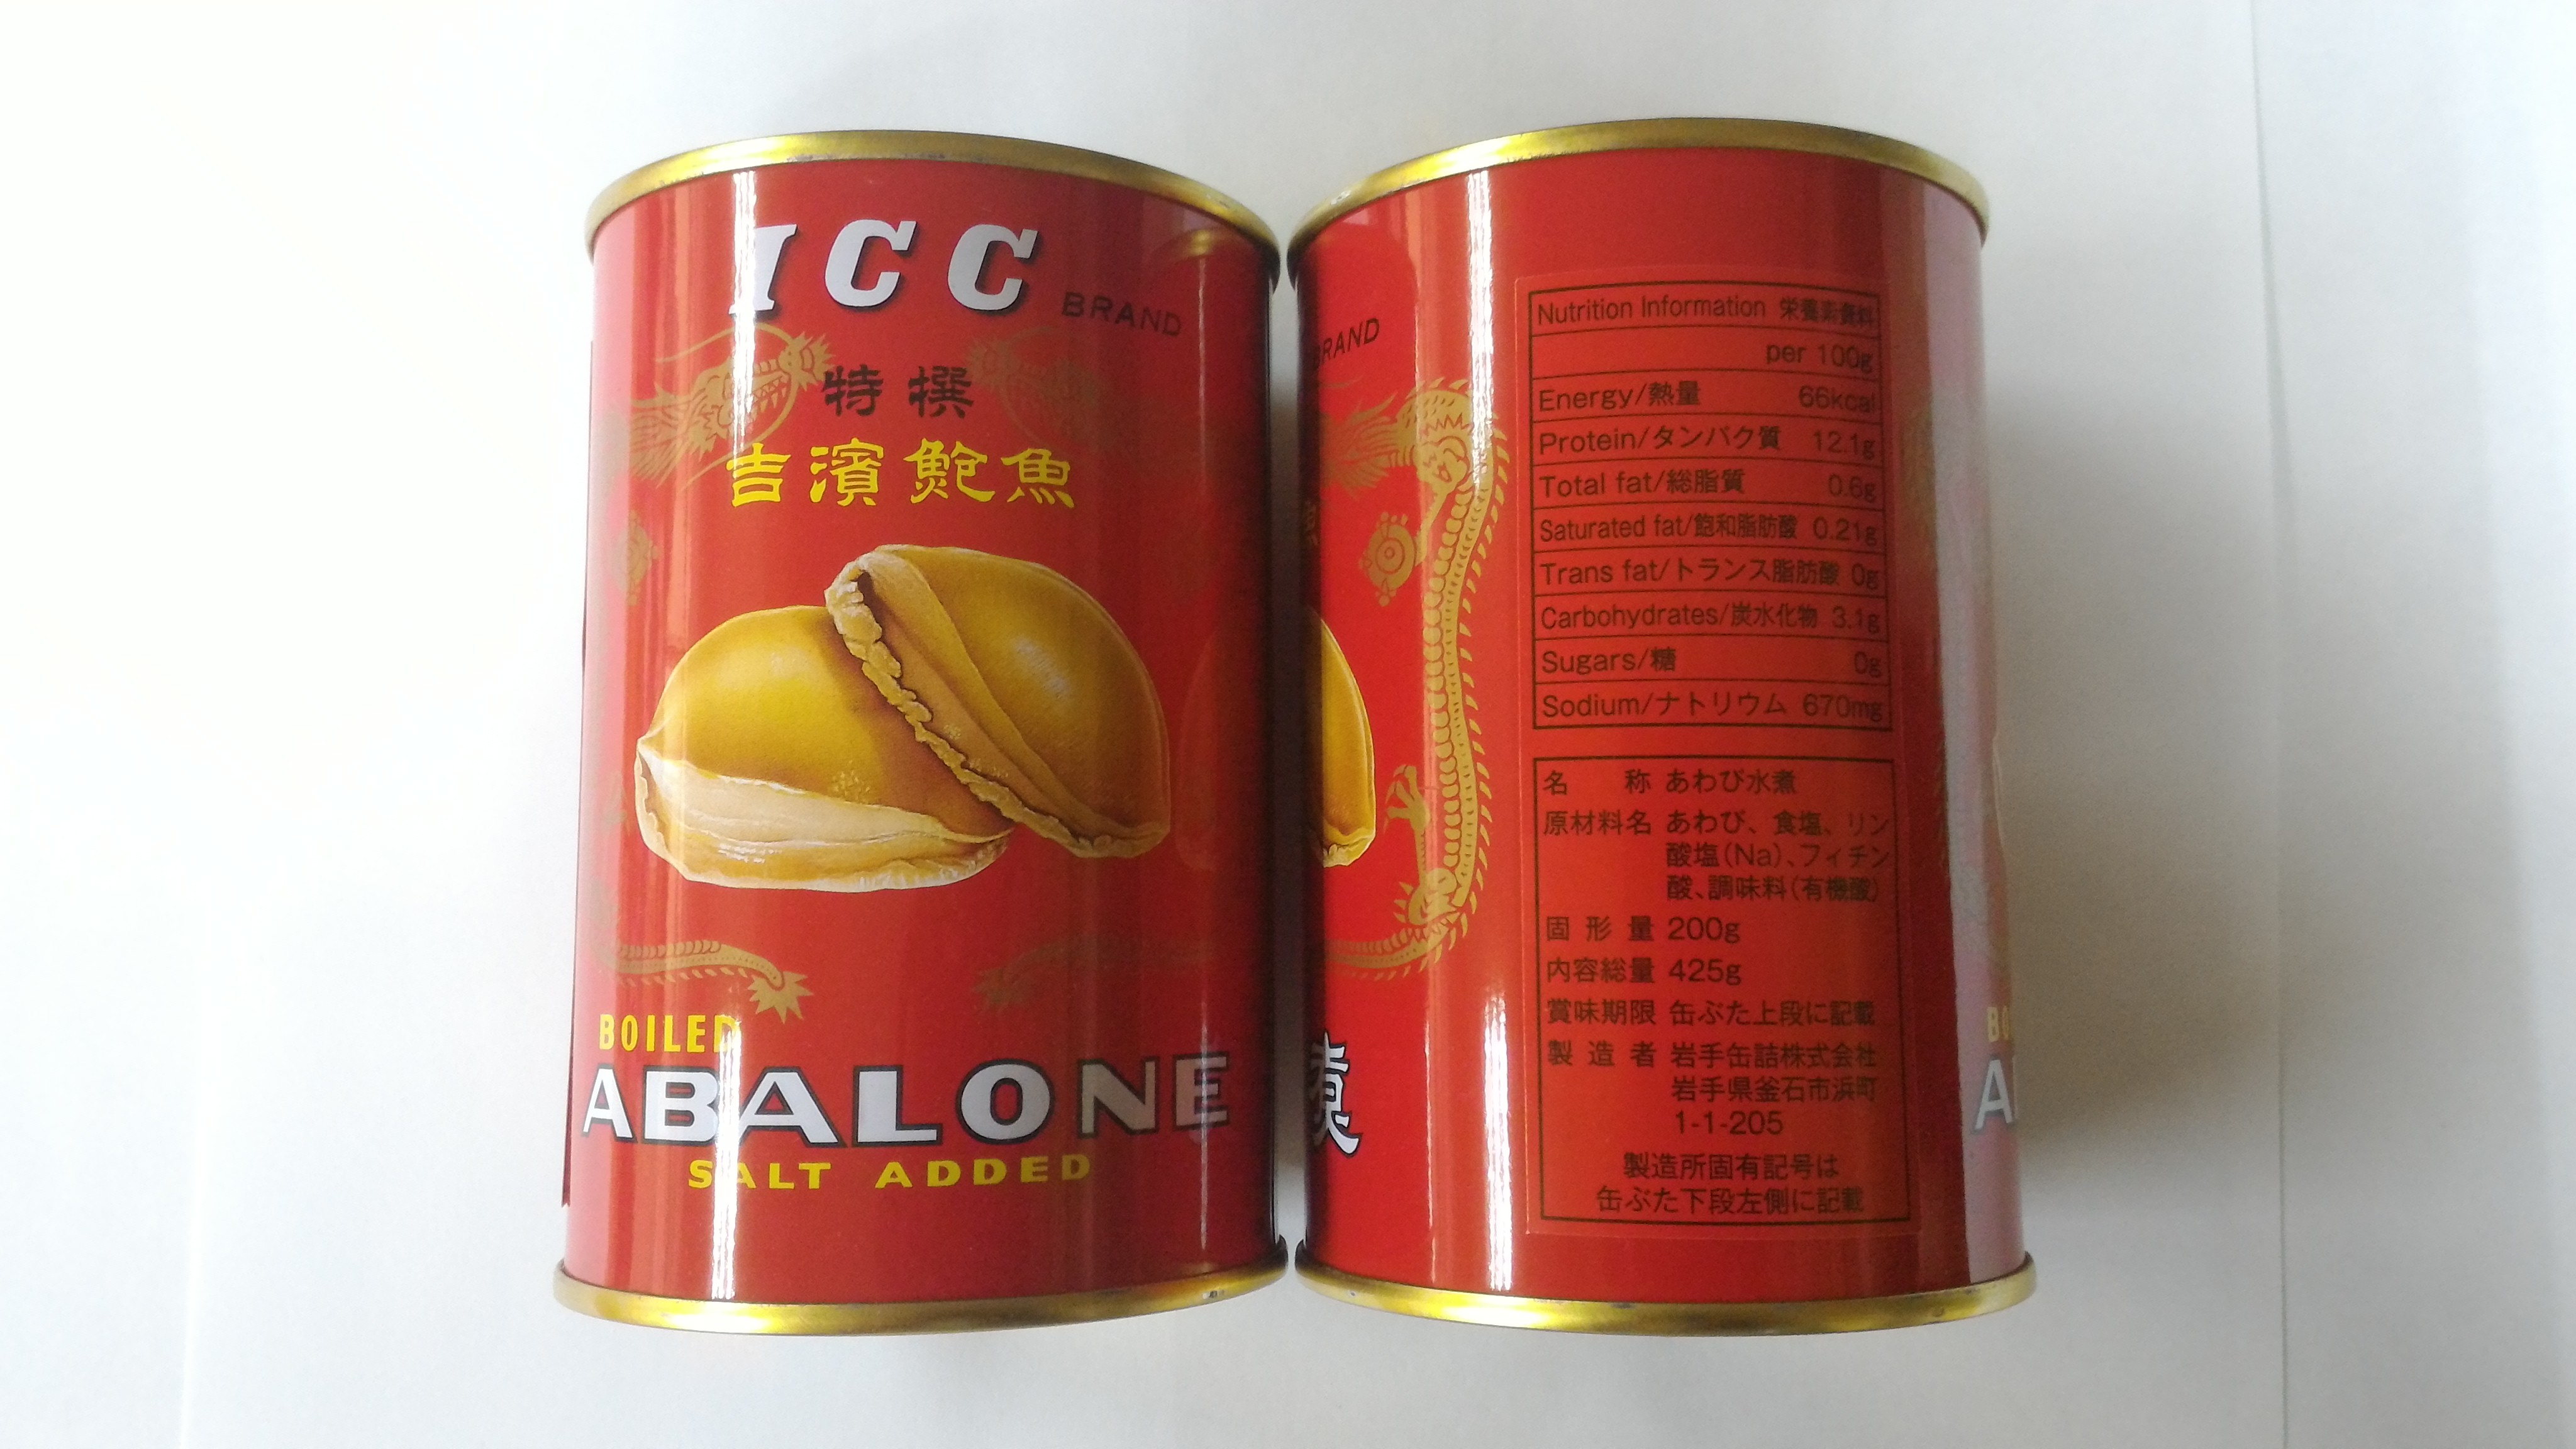 ICC BRAND
特撰
吉濱鮑魚
BOILED
ABALONE
SALT ADDED
BRAND
Nutrition Information 栄養素資料
per 100g
Energy/熱量 66kcal
Protein/タンパク質 12.1g
Total fat/総脂質 0.6g
Saturated fat/飽和脂肪酸 0.21g
Trans fat/トランス脂肪酸 0g
Carbohydrates/炭水化物 3.1g
Sugars/糖 0g
Sodium/ナトリウム 670mg
名 称 あわび水煮
原材料名 あわび、食塩、リン
酸塩(Na)、フィチン
酸、調味料(有機酸)
固形量 200g
内容総量 425g
賞味期限 缶ぶた上段に記載
製造者 岩手缶詰株式会社
岩手県釜石市浜町
1-1-205
製造所固有記号は
缶ぶた下段左側に記載